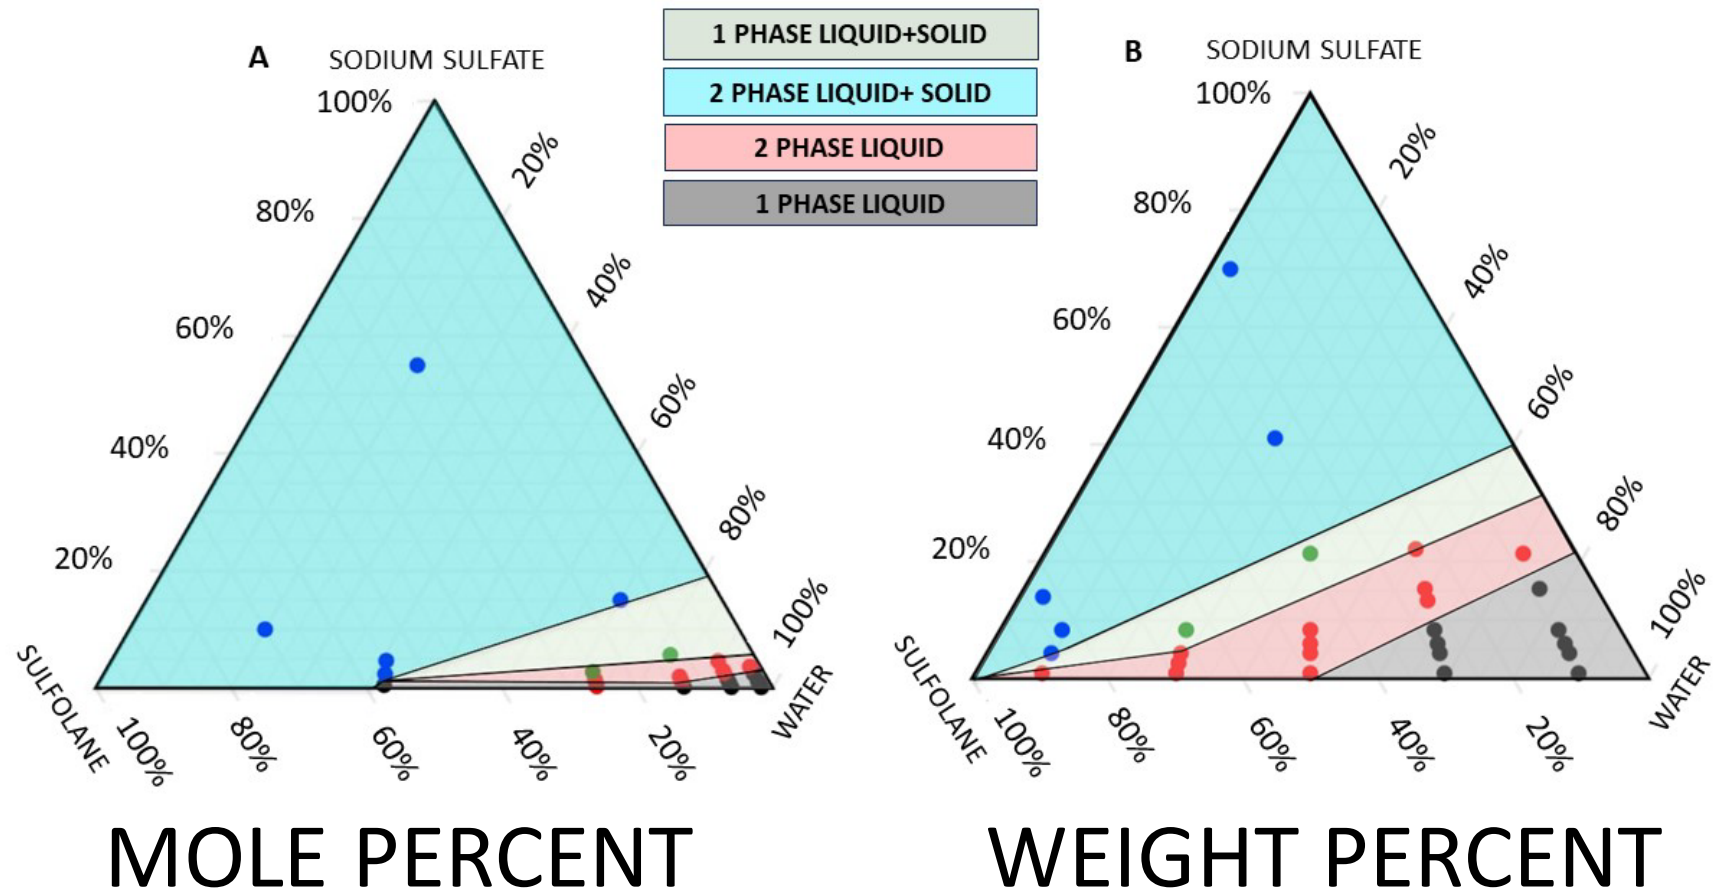 A
SODIUM SULFATE
100%
80%
60%
40%
20%
20%
40%
60%
80%
100%
SULFOLANE
100%
80%
60%
40%
20%
WATER
MOLE PERCENT
1 PHASE LIQUID+SOLID
2 PHASE LIQUID+ SOLID
2 PHASE LIQUID
1 PHASE LIQUID
B
SODIUM SULFATE
100%
80%
60%
40%
20%
20%
40%
60%
80%
100%
SULFOLANE
100%
80%
60%
40%
20%
WATER
WEIGHT PERCENT